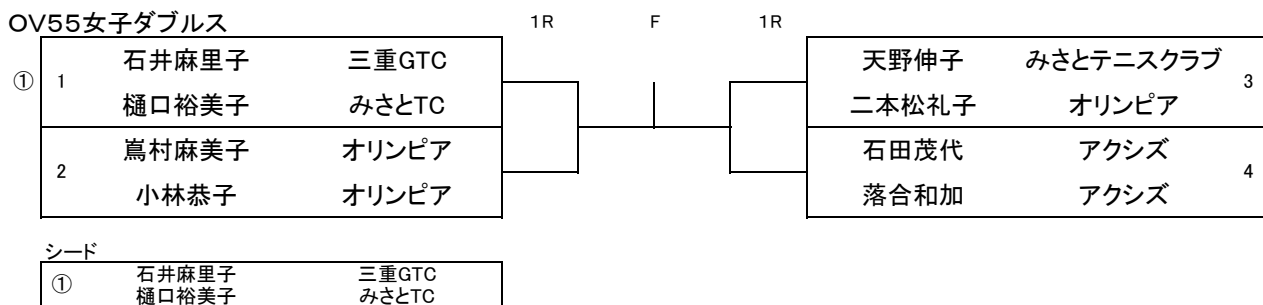 OV55女子ダブルス 1R F 1R
① 1 石井麻里子 三重GTC
樋口裕美子 みさとTC
2 嶌村麻美子 オリンピア
小林恭子 オリンピア
天野伸子 みさとテニスクラブ 3
二本松礼子 オリンピア
石田茂代 アクシズ 4
落合和加 アクシズ
シード
① 石井麻里子 三重GTC
樋口裕美子 みさとTC